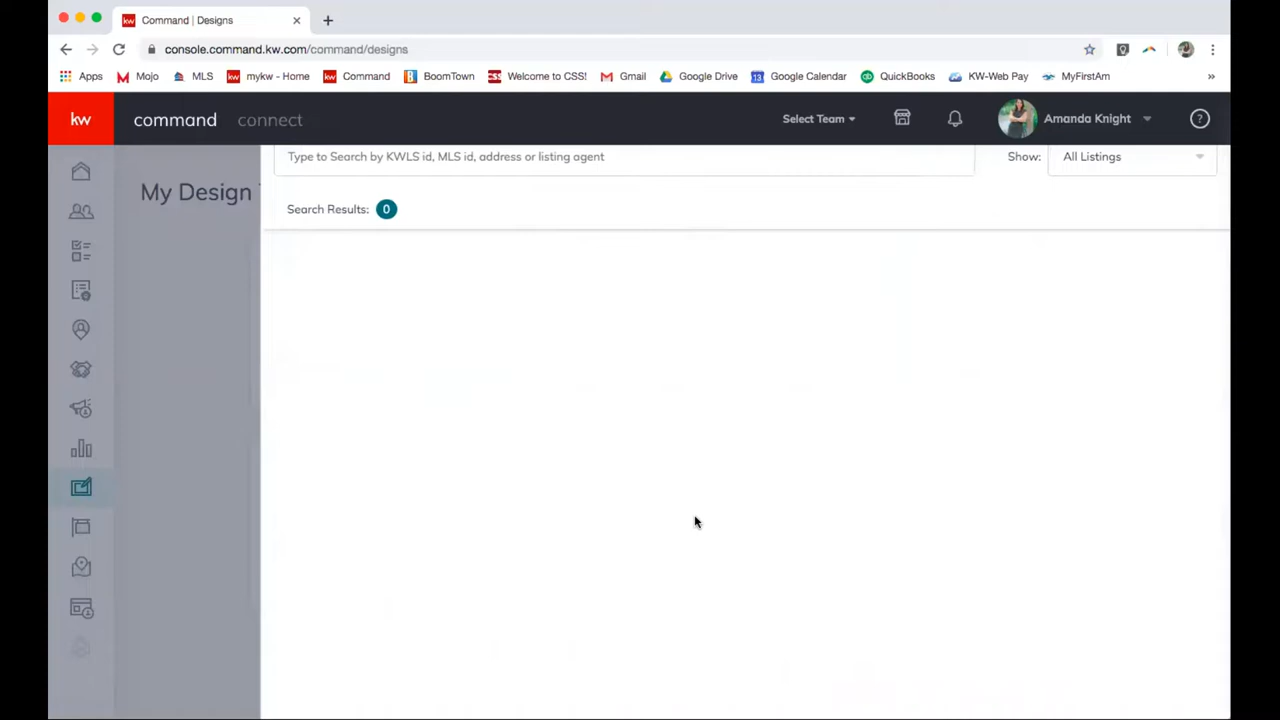 Command | Designs
console.command.kw.com/command/designs
Apps Mojo MLS mykw - Home Command BoomTown Welcome to CSS! Gmail Google Drive 13 Google Calendar QuickBooks KW-Web Pay MyFirstAm »
kw command connect Select Team Amanda Knight ?
Type to Search by KWLS id, MLS id, address or listing agent Show: All Listings
My Design
Search Results: 0